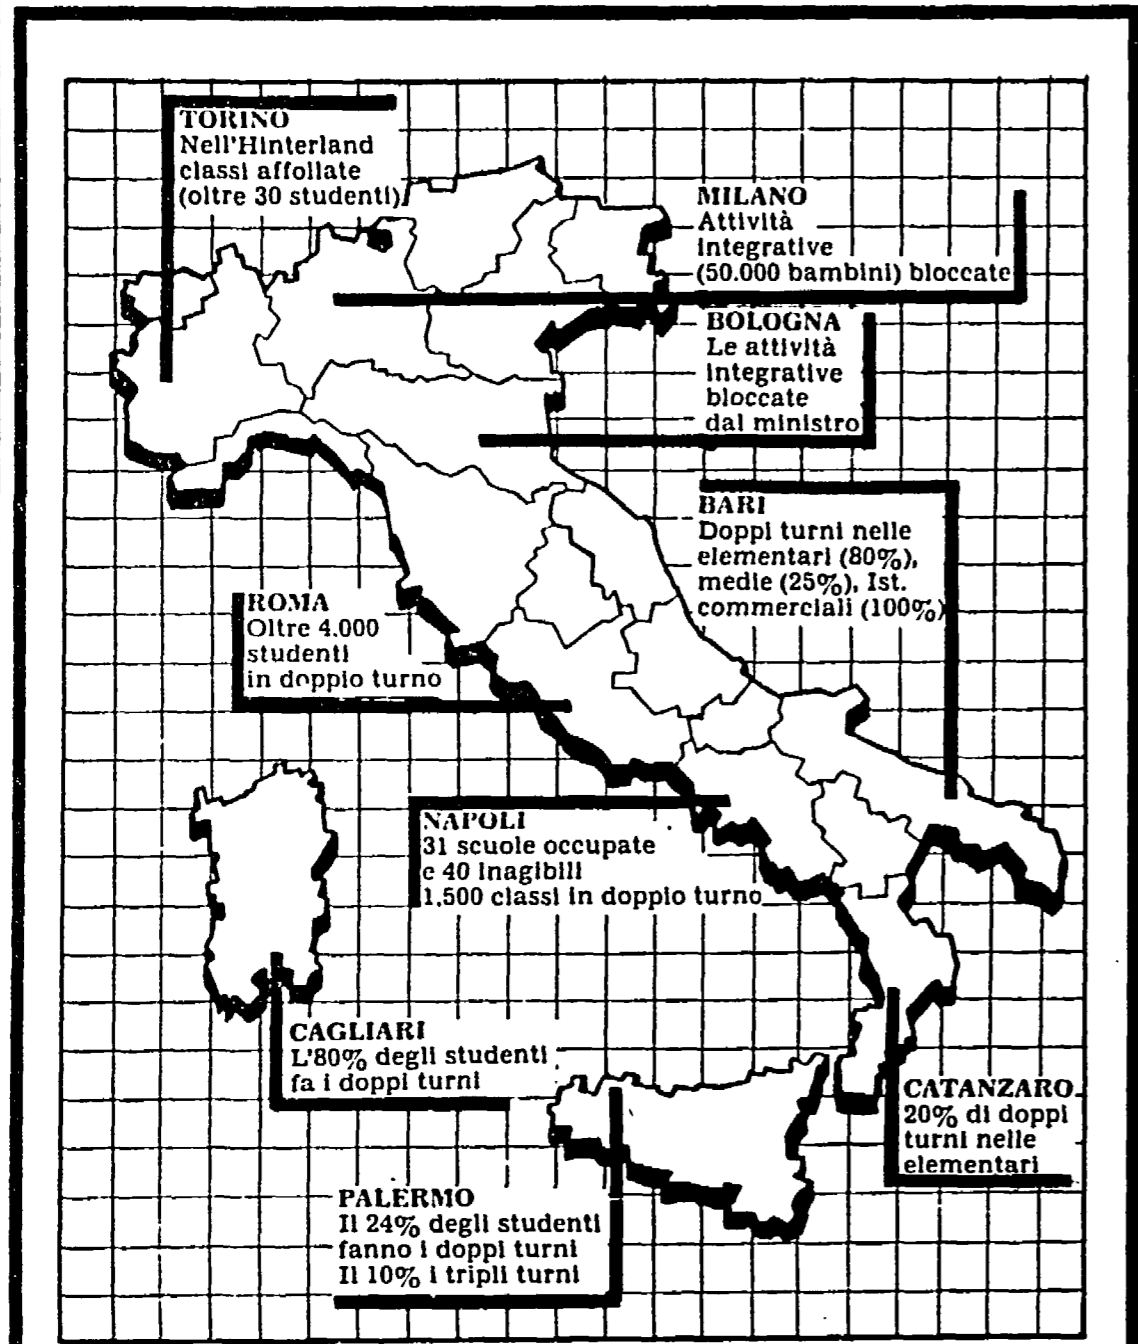 TORINO
Nell'Hinterland
classi affollate
(oltre 30 studenti)
MILANO
Attività
integrative
(50.000 bambini) bloccate
BOLOGNA
Le attività
integrative
bloccate
dal ministro
BARI
Doppi turni nelle
elementari (80%),
medie (25%), Ist.
commerciali (100%)
ROMA
Oltre 4.000
studenti
in doppio turno
NAPOLI
31 scuole occupate
e 40 inagibili
1.500 classi in doppio turno
CAGLIARI
L'80% degli studenti
fa i doppi turni
CATANZARO
20% di doppi
turni nelle
elementari
PALERMO
Il 24% degli studenti
fanno i doppi turni
Il 10% i tripli turni